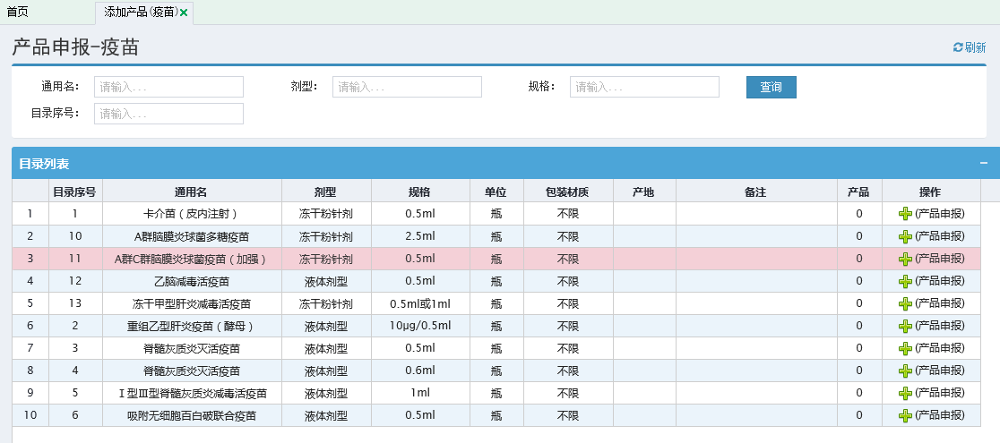 首页 添加产品(疫苗)
产品申报-疫苗 刷新
通用名: 请输入... 剂型: 请输入... 规格: 请输入... 查询
目录序号: 请输入...
目录列表
目录序号 通用名 剂型 规格 单位 包装材质 产地 备注 产品 操作
1 1 卡介苗（皮内注射） 冻干粉针剂 0.5ml 瓶 不限 0 (产品申报)
2 10 A群脑膜炎球菌多糖疫苗 冻干粉针剂 2.5ml 瓶 不限 0 (产品申报)
3 11 A群C群脑膜炎球菌疫苗（加强） 冻干粉针剂 0.5ml 瓶 不限 0 (产品申报)
4 12 乙脑减毒活疫苗 液体剂型 0.5ml 瓶 不限 0 (产品申报)
5 13 冻干甲型肝炎减毒活疫苗 冻干粉针剂 0.5ml或1ml 瓶 不限 0 (产品申报)
6 2 重组乙型肝炎疫苗（酵母） 液体剂型 10μg/0.5ml 瓶 不限 0 (产品申报)
7 3 脊髓灰质炎灭活疫苗 液体剂型 0.5ml 瓶 不限 0 (产品申报)
8 4 脊髓灰质炎灭活疫苗 液体剂型 0.6ml 瓶 不限 0 (产品申报)
9 5 Ⅰ型Ⅲ型脊髓灰质炎减毒活疫苗 液体剂型 1ml 瓶 不限 0 (产品申报)
10 6 吸附无细胞百白破联合疫苗 液体剂型 0.5ml 瓶 不限 0 (产品申报)